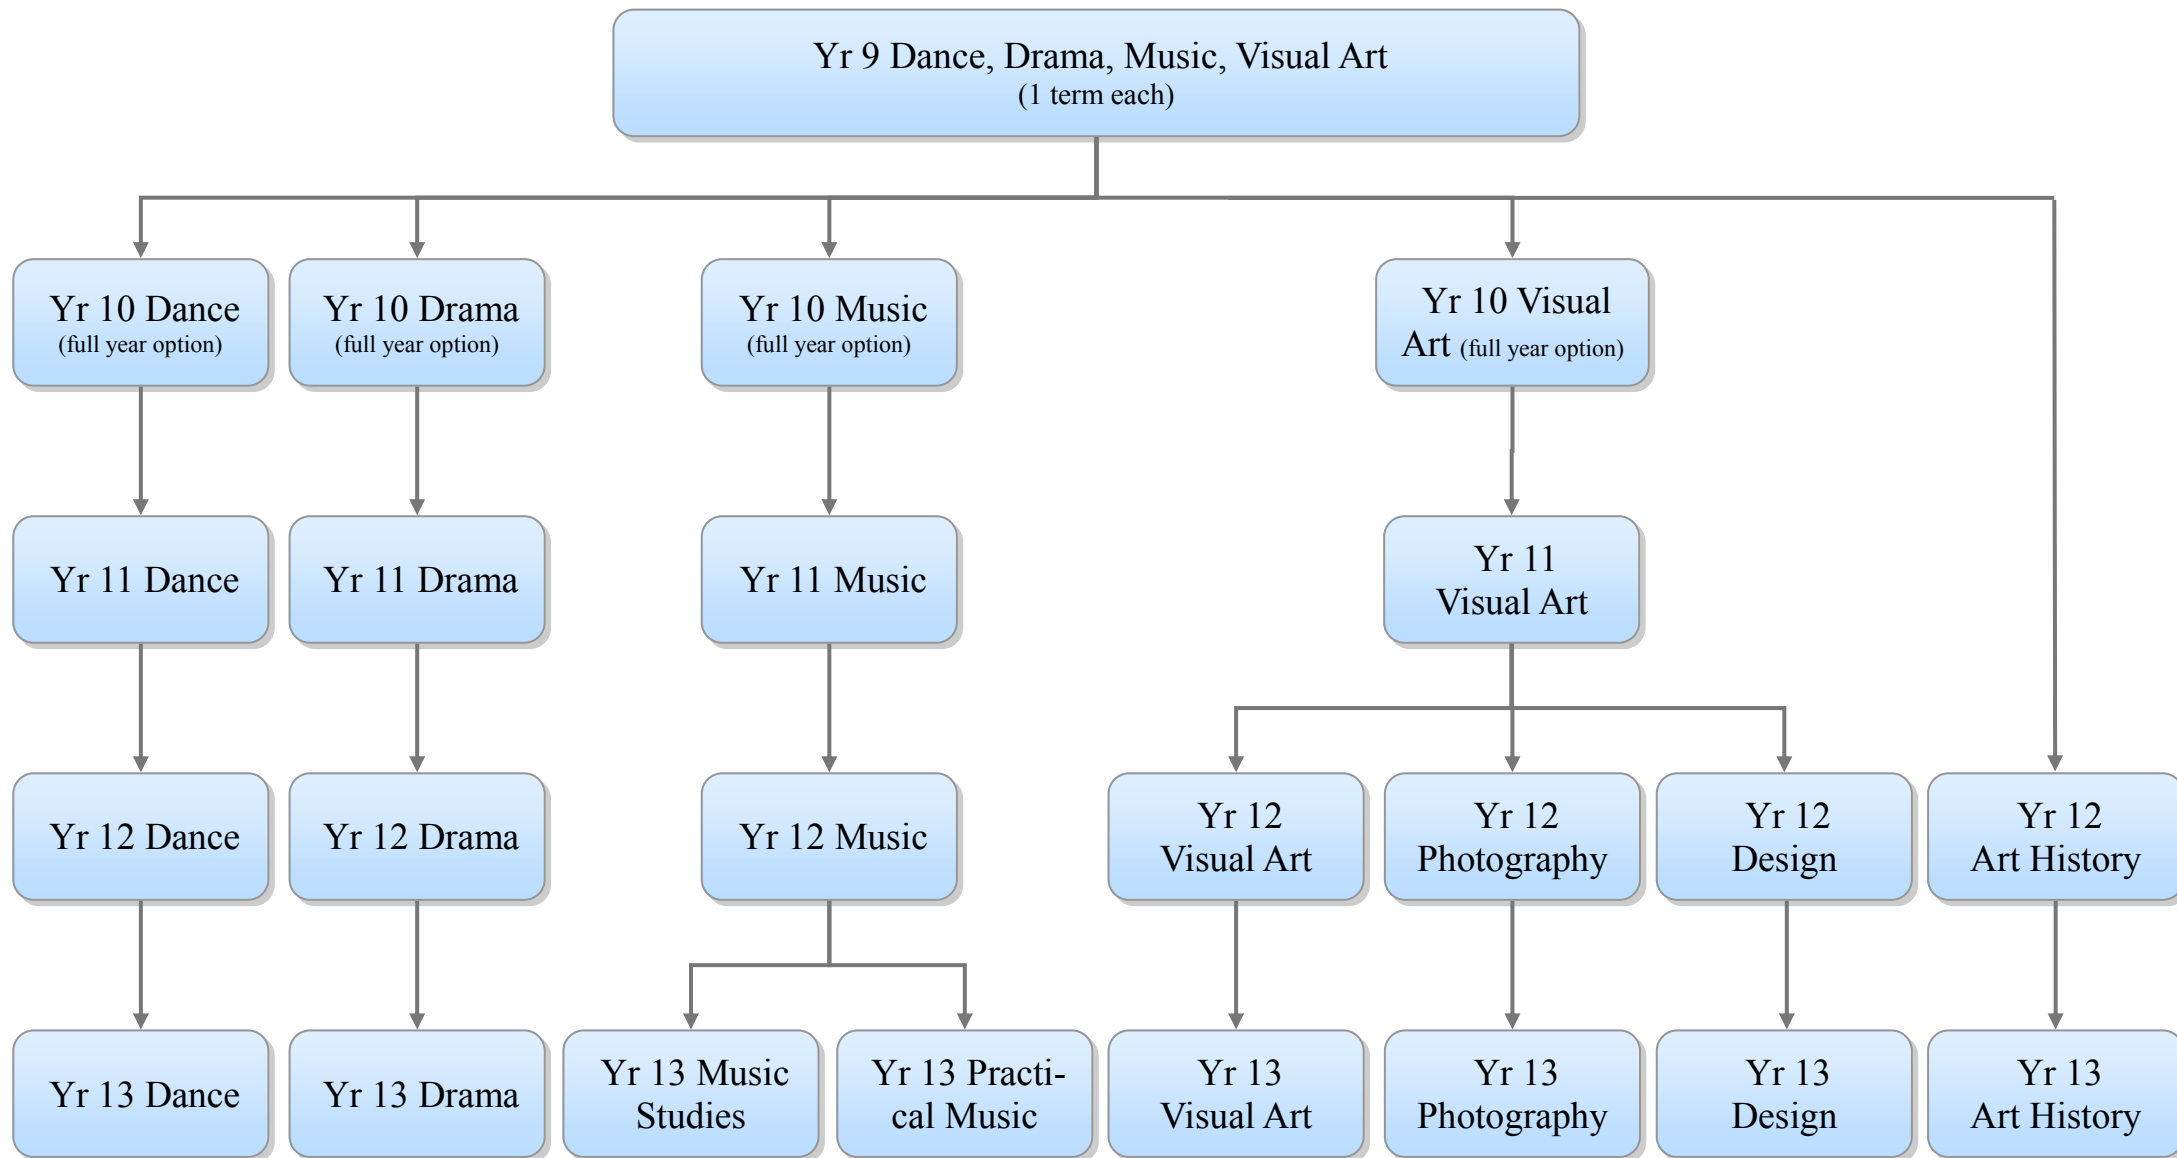 Yr 9 Dance, Drama, Music, Visual Art
(1 term each)
Yr 10 Dance
(full year option)
Yr 10 Drama
(full year option)
Yr 10 Music
(full year option)
Yr 10 Visual
Art (full year option)
Yr 11 Dance
Yr 11 Drama
Yr 11 Music
Yr 11
Visual Art
Yr 12 Dance
Yr 12 Drama
Yr 12 Music
Yr 12
Visual Art
Yr 12
Photography
Yr 12
Design
Yr 12
Art History
Yr 13 Dance
Yr 13 Drama
Yr 13 Music
Studies
Yr 13 Practi-
cal Music
Yr 13
Visual Art
Yr 13
Photography
Yr 13
Design
Yr 13
Art History